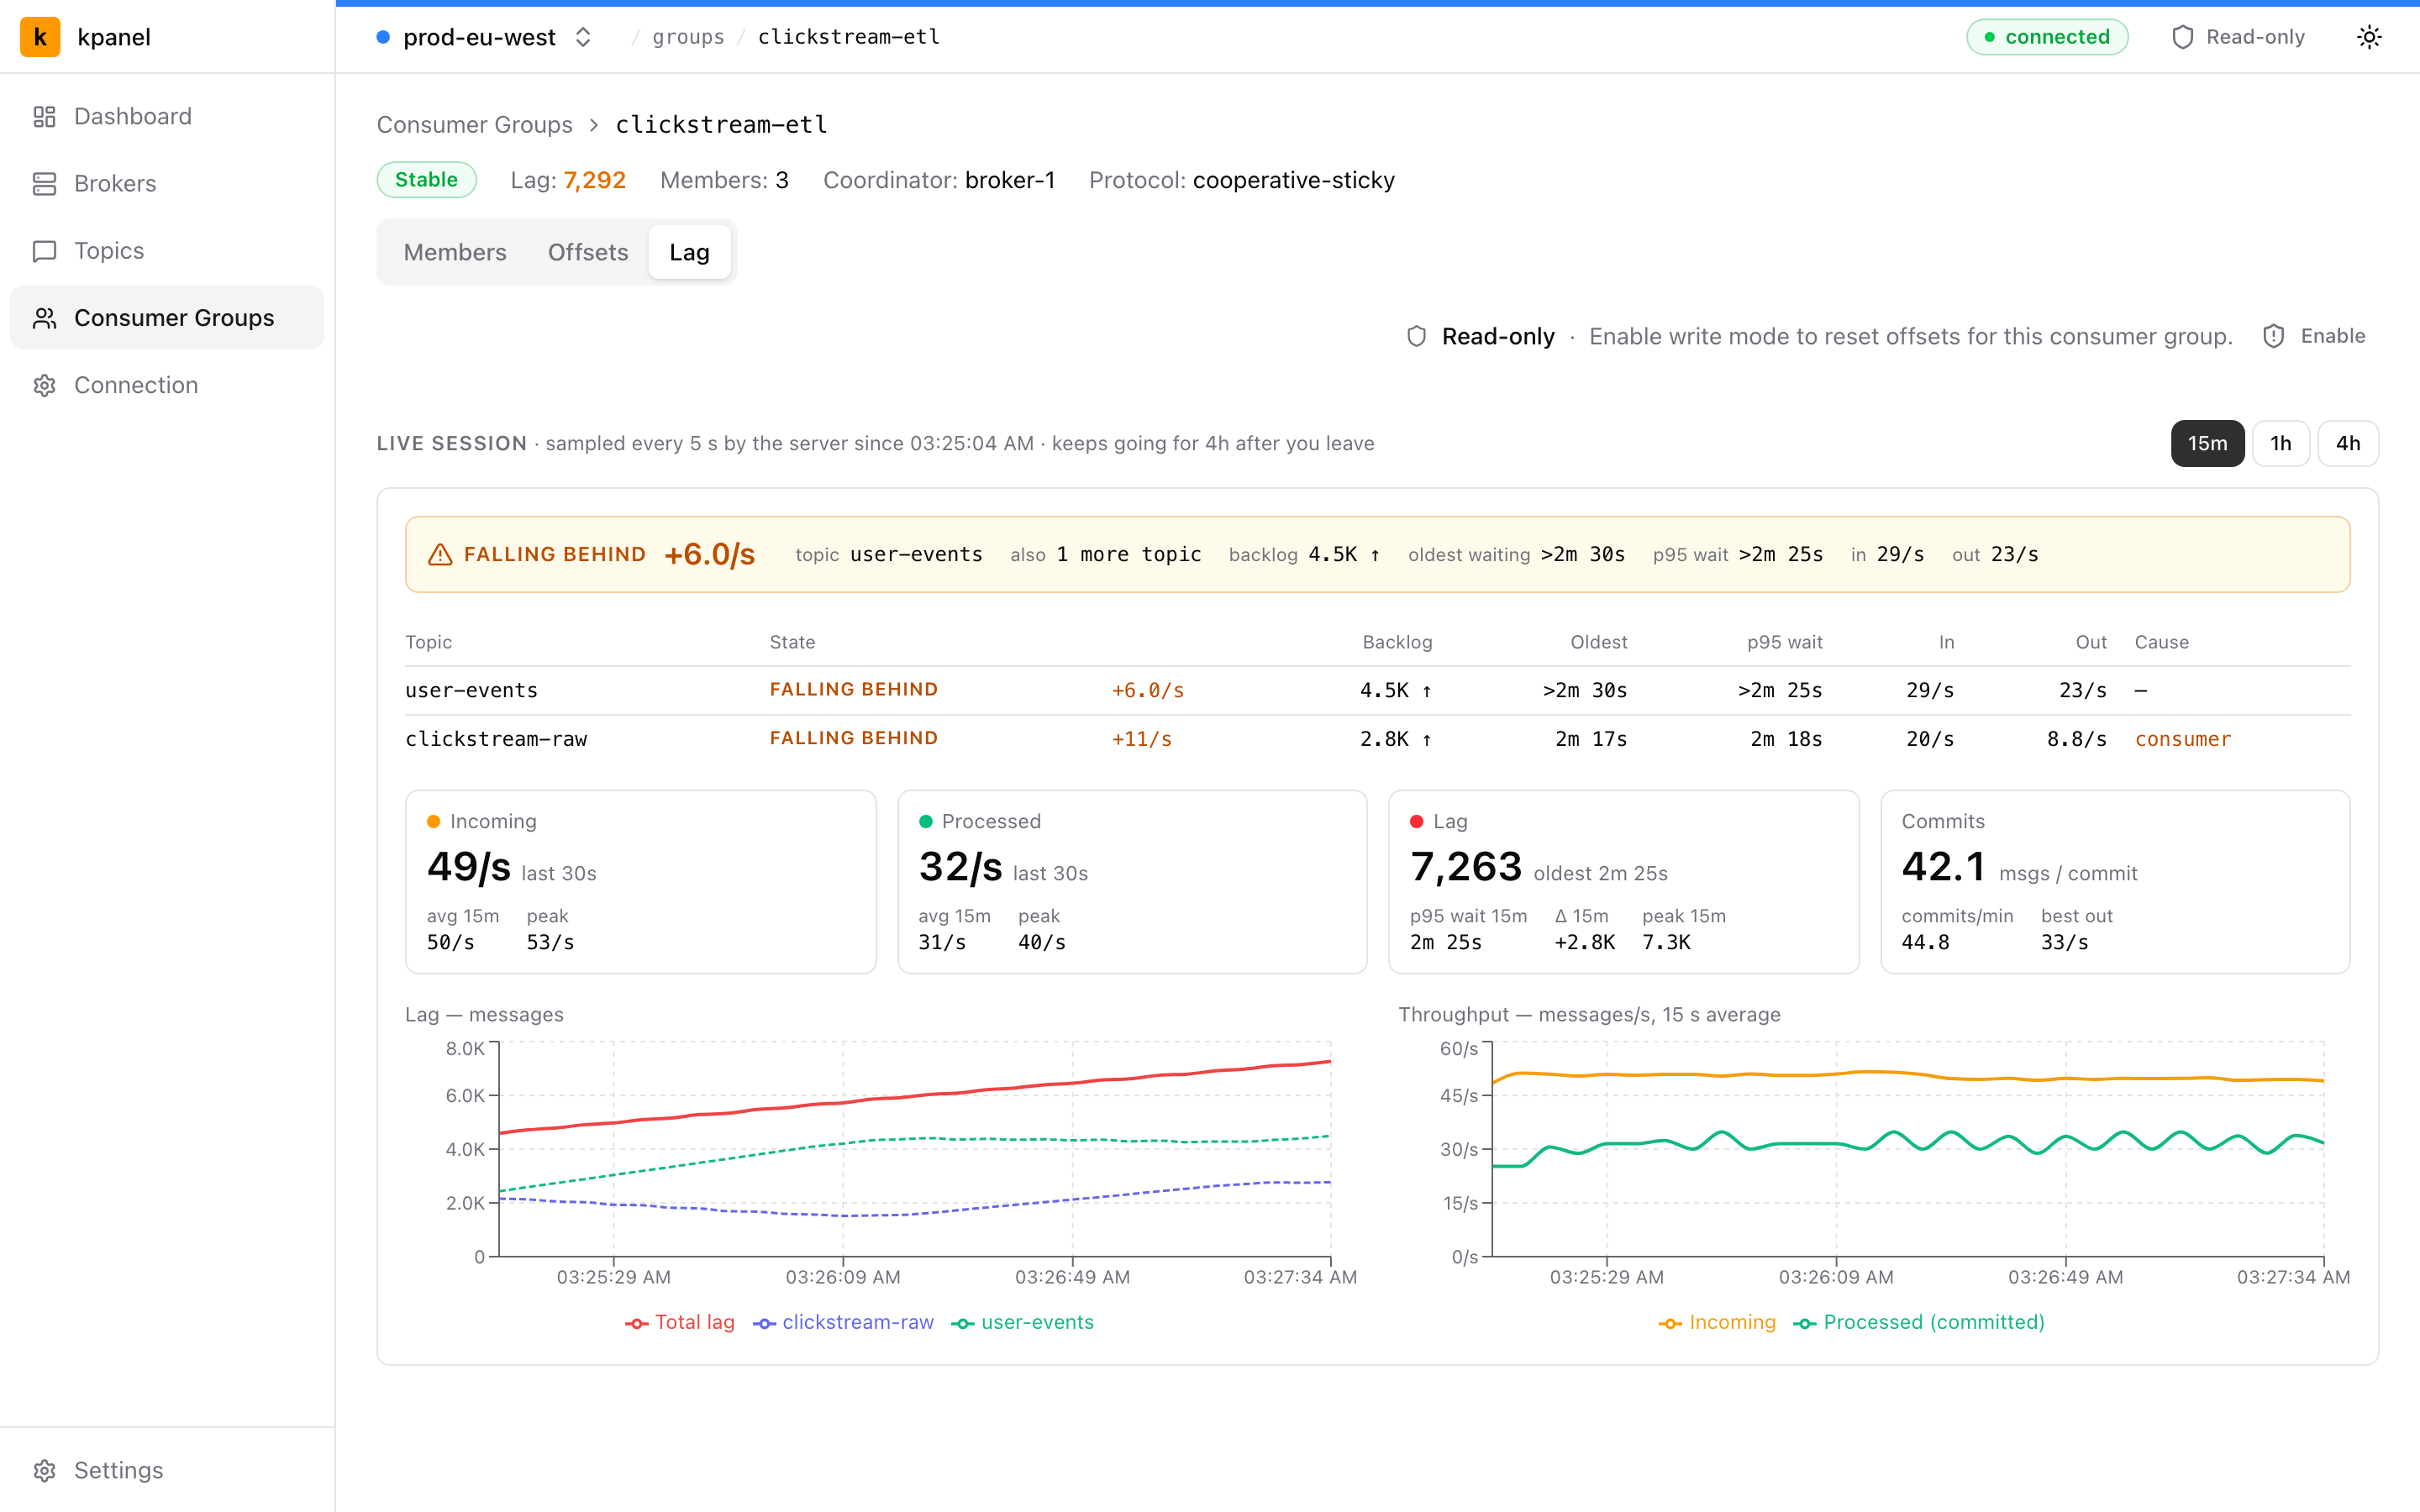 k kpanel
prod-eu-west / groups / clickstream-etl
connected Read-only
Dashboard
Brokers
Topics
Consumer Groups
Connection
Settings
Consumer Groups > clickstream-etl
Stable Lag: 7,292 Members: 3 Coordinator: broker-1 Protocol: cooperative-sticky
Members Offsets Lag
Read-only · Enable write mode to reset offsets for this consumer group. Enable
LIVE SESSION · sampled every 5 s by the server since 03:25:04 AM · keeps going for 4h after you leave
15m 1h 4h
FALLING BEHIND +6.0/s topic user-events also 1 more topic backlog 4.5K ↑ oldest waiting >2m 30s p95 wait >2m 25s in 29/s out 23/s
Topic State Backlog Oldest p95 wait In Out Cause
user-events FALLING BEHIND +6.0/s 4.5K ↑ >2m 30s >2m 25s 29/s 23/s —
clickstream-raw FALLING BEHIND +11/s 2.8K ↑ 2m 17s 2m 18s 20/s 8.8/s consumer
Incoming
49/s last 30s
avg 15m peak
50/s 53/s
Processed
32/s last 30s
avg 15m peak
31/s 40/s
Lag
7,263 oldest 2m 25s
p95 wait 15m Δ 15m peak 15m
2m 25s +2.8K 7.3K
Commits
42.1 msgs / commit
commits/min best out
44.8 33/s
Lag — messages
8.0K
6.0K
4.0K
2.0K
0
03:25:29 AM 03:26:09 AM 03:26:49 AM 03:27:34 AM
Total lag clickstream-raw user-events
Throughput — messages/s, 15 s average
60/s
45/s
30/s
15/s
0/s
03:25:29 AM 03:26:09 AM 03:26:49 AM 03:27:34 AM
Incoming Processed (committed)